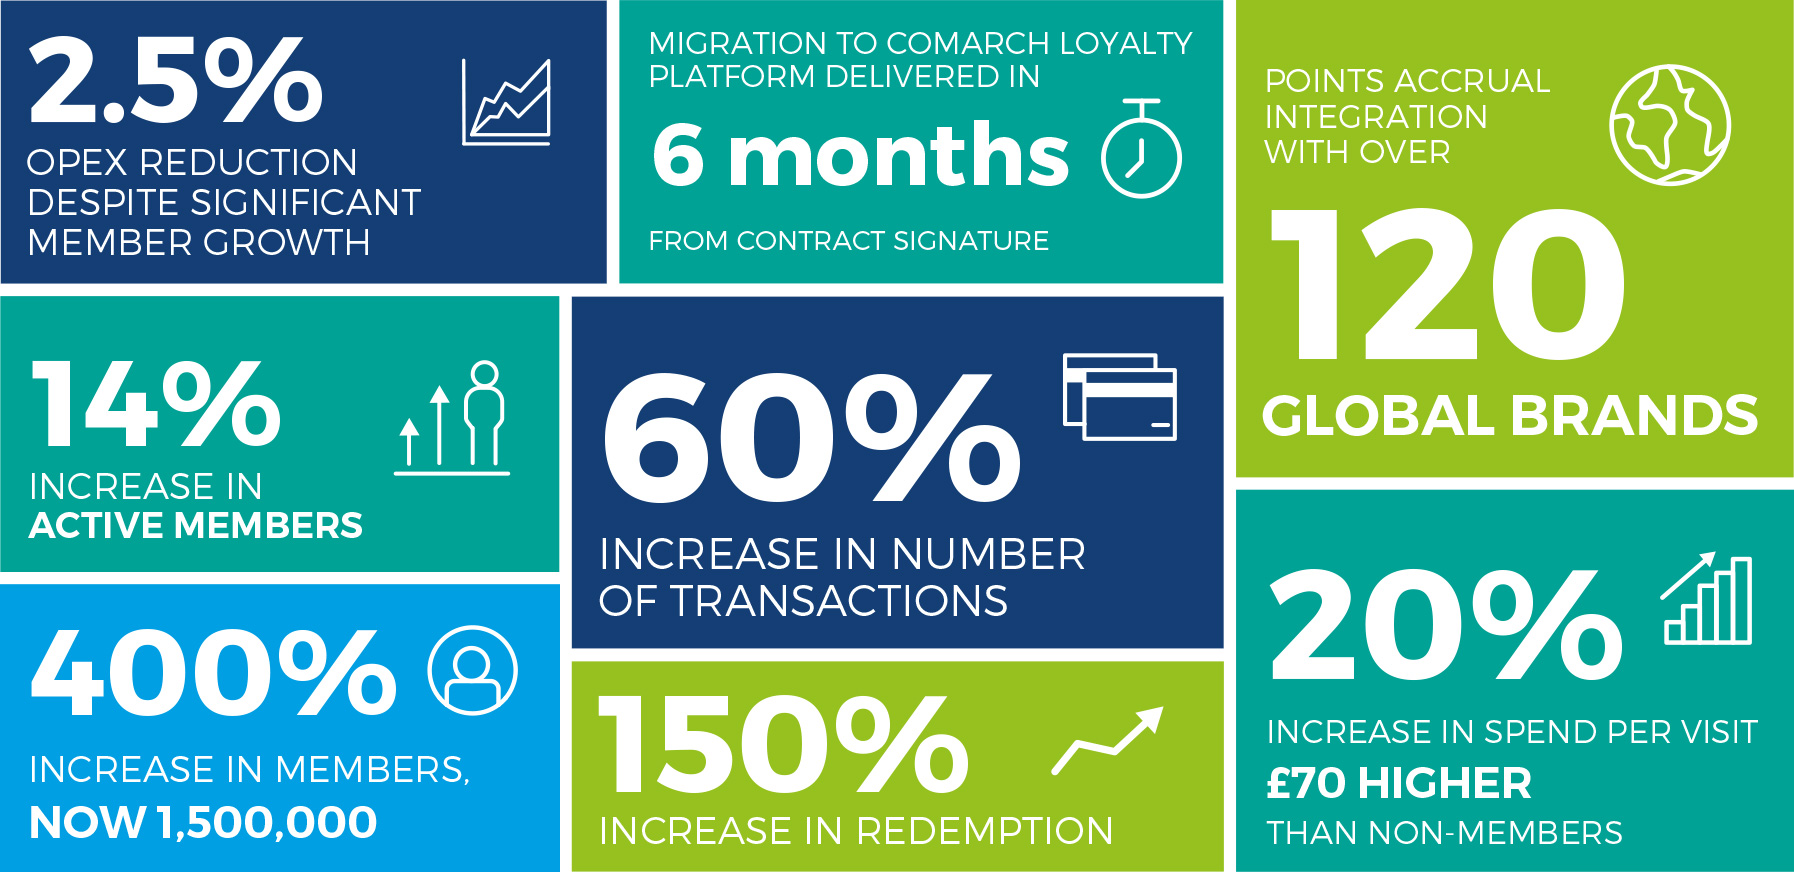 2.5%
OPEX REDUCTION
DESPITE SIGNIFICANT
MEMBER GROWTH
MIGRATION TO COMARCH LOYALTY
PLATFORM DELIVERED IN
6 months
FROM CONTRACT SIGNATURE
POINTS ACCRUAL
INTEGRATION
WITH OVER
120
GLOBAL BRANDS
14%
INCREASE IN
ACTIVE MEMBERS
60%
INCREASE IN NUMBER
OF TRANSACTIONS
20%
INCREASE IN SPEND PER VISIT
£70 HIGHER
THAN NON-MEMBERS
400%
INCREASE IN MEMBERS,
NOW 1,500,000
150%
INCREASE IN REDEMPTION